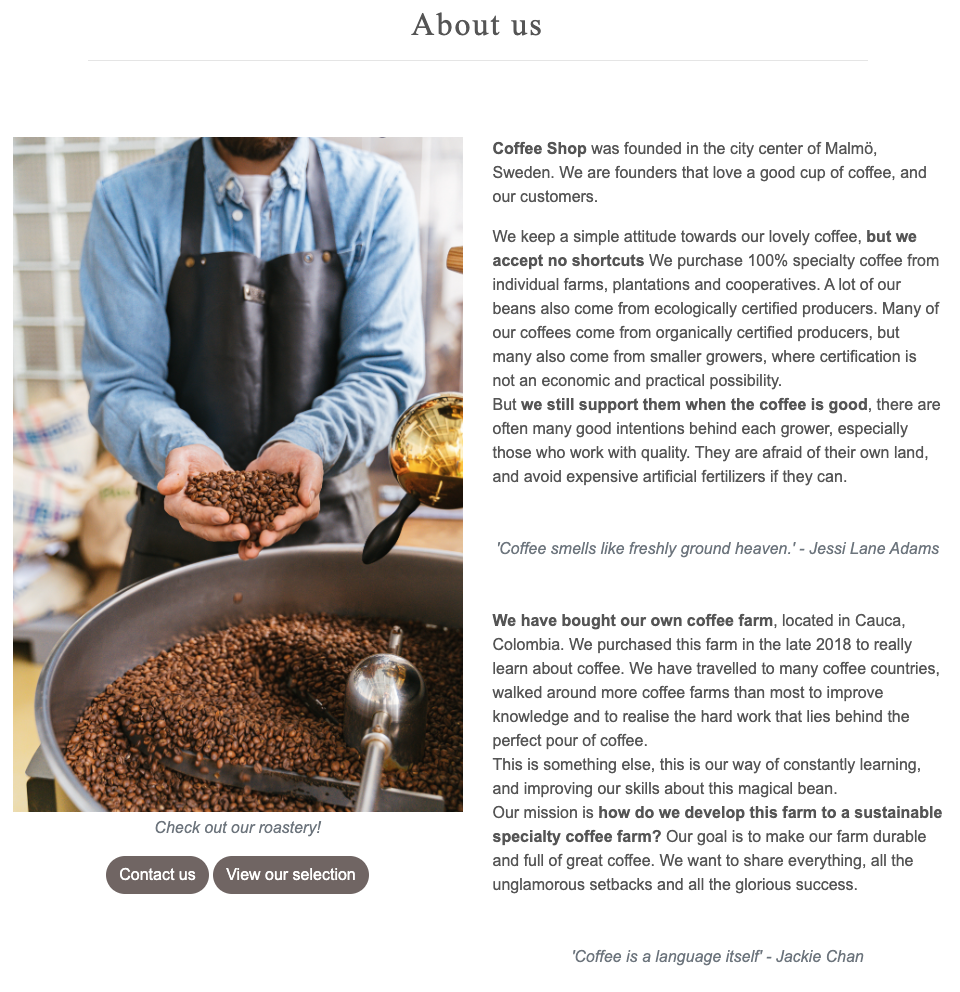 About us
Coffee Shop was founded in the city center of Malmö,
Sweden. We are founders that love a good cup of coffee, and
our customers.
We keep a simple attitude towards our lovely coffee, but we
accept no shortcuts We purchase 100% specialty coffee from
individual farms, plantations and cooperatives. A lot of our
beans also come from ecologically certified producers. Many of
our coffees come from organically certified producers, but
many also come from smaller growers, where certification is
not an economic and practical possibility.
But we still support them when the coffee is good, there are
often many good intentions behind each grower, especially
those who work with quality. They are afraid of their own land,
and avoid expensive artificial fertilizers if they can.
'Coffee smells like freshly ground heaven.' - Jessi Lane Adams
We have bought our own coffee farm, located in Cauca,
Colombia. We purchased this farm in the late 2018 to really
learn about coffee. We have travelled to many coffee countries,
walked around more coffee farms than most to improve
knowledge and to realise the hard work that lies behind the
perfect pour of coffee.
This is something else, this is our way of constantly learning,
and improving our skills about this magical bean.
Our mission is how do we develop this farm to a sustainable
specialty coffee farm? Our goal is to make our farm durable
and full of great coffee. We want to share everything, all the
unglamorous setbacks and all the glorious success.
'Coffee is a language itself' - Jackie Chan
Check out our roastery!
Contact us
View our selection